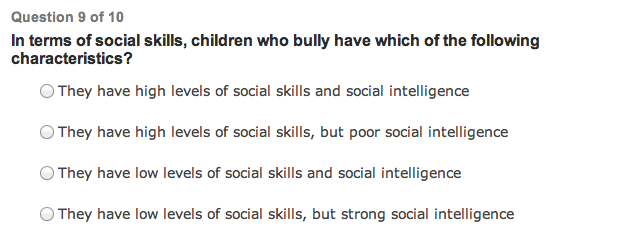 Question 9 of 10
In terms of social skills, children who bully have which of the following
characteristics?
They have high levels of social skills and social intelligence
They have high levels of social skills, but poor social intelligence
They have low levels of social skills and social intelligence
They have low levels of social skills, but strong social intelligence